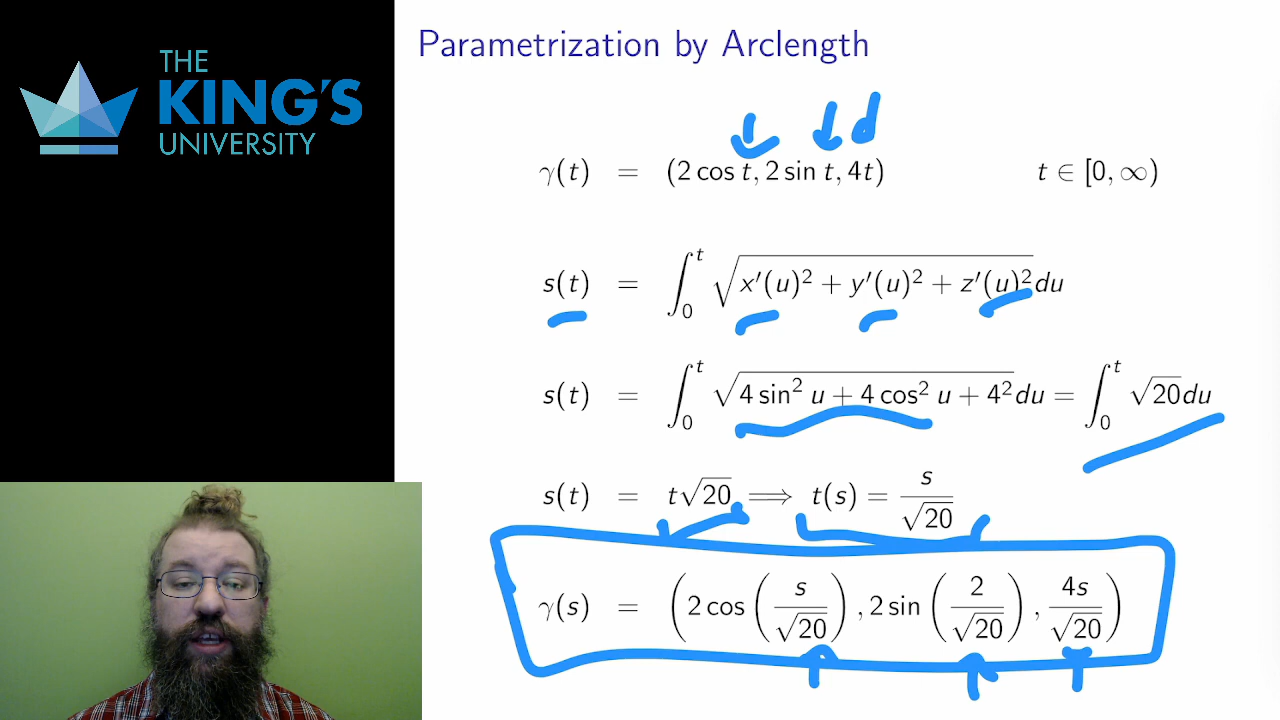 THE
KING'S
UNIVERSITY
Parametrization by Arclength
γ(t) = (2 cos t, 2 sin t, 4t) t ∈ [0, ∞)
s(t) = ∫₀ᵗ √(x′(u)² + y′(u)² + z′(u)²) du
s(t) = ∫₀ᵗ √(4 sin² u + 4 cos² u + 4²) du = ∫₀ᵗ √20 du
s(t) = t√20 ⟹ t(s) = s/√20
γ(s) = (2 cos (s/√20), 2 sin (2/√20), 4s/√20)